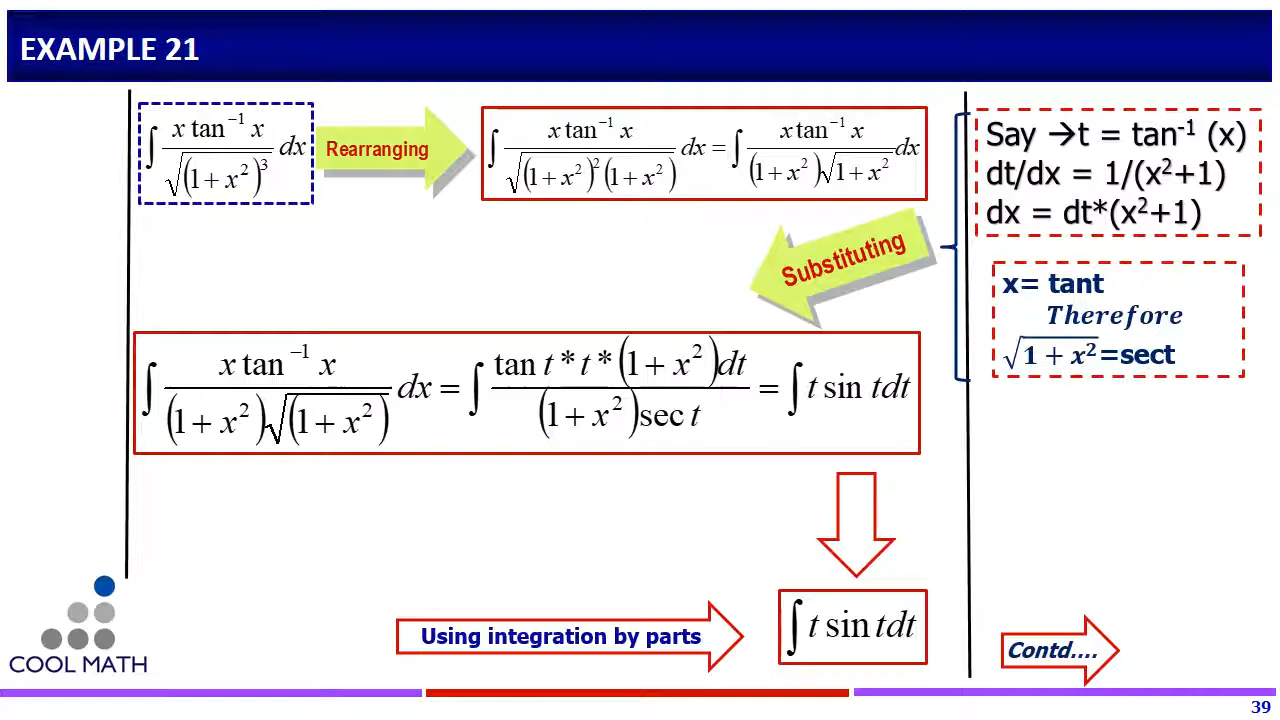 EXAMPLE 21
∫ x tan⁻¹ x / √(1 + x²)³ dx
Rearranging
∫ x tan⁻¹ x / √((1 + x²)² (1 + x²)) dx = ∫ x tan⁻¹ x / (1 + x²)√(1 + x²) dx
Say →t = tan⁻¹ (x)
dt/dx = 1/(x²+1)
dx = dt*(x²+1)
Substituting
x= tant
Therefore
√(1 + x²)=sect
∫ x tan⁻¹ x / (1 + x²)√(1 + x²) dx = ∫ tan t * t * (1 + x²)dt / (1 + x²)sec t = ∫ t sin tdt
Using integration by parts
∫ t sin tdt
Contd....
COOL MATH
39